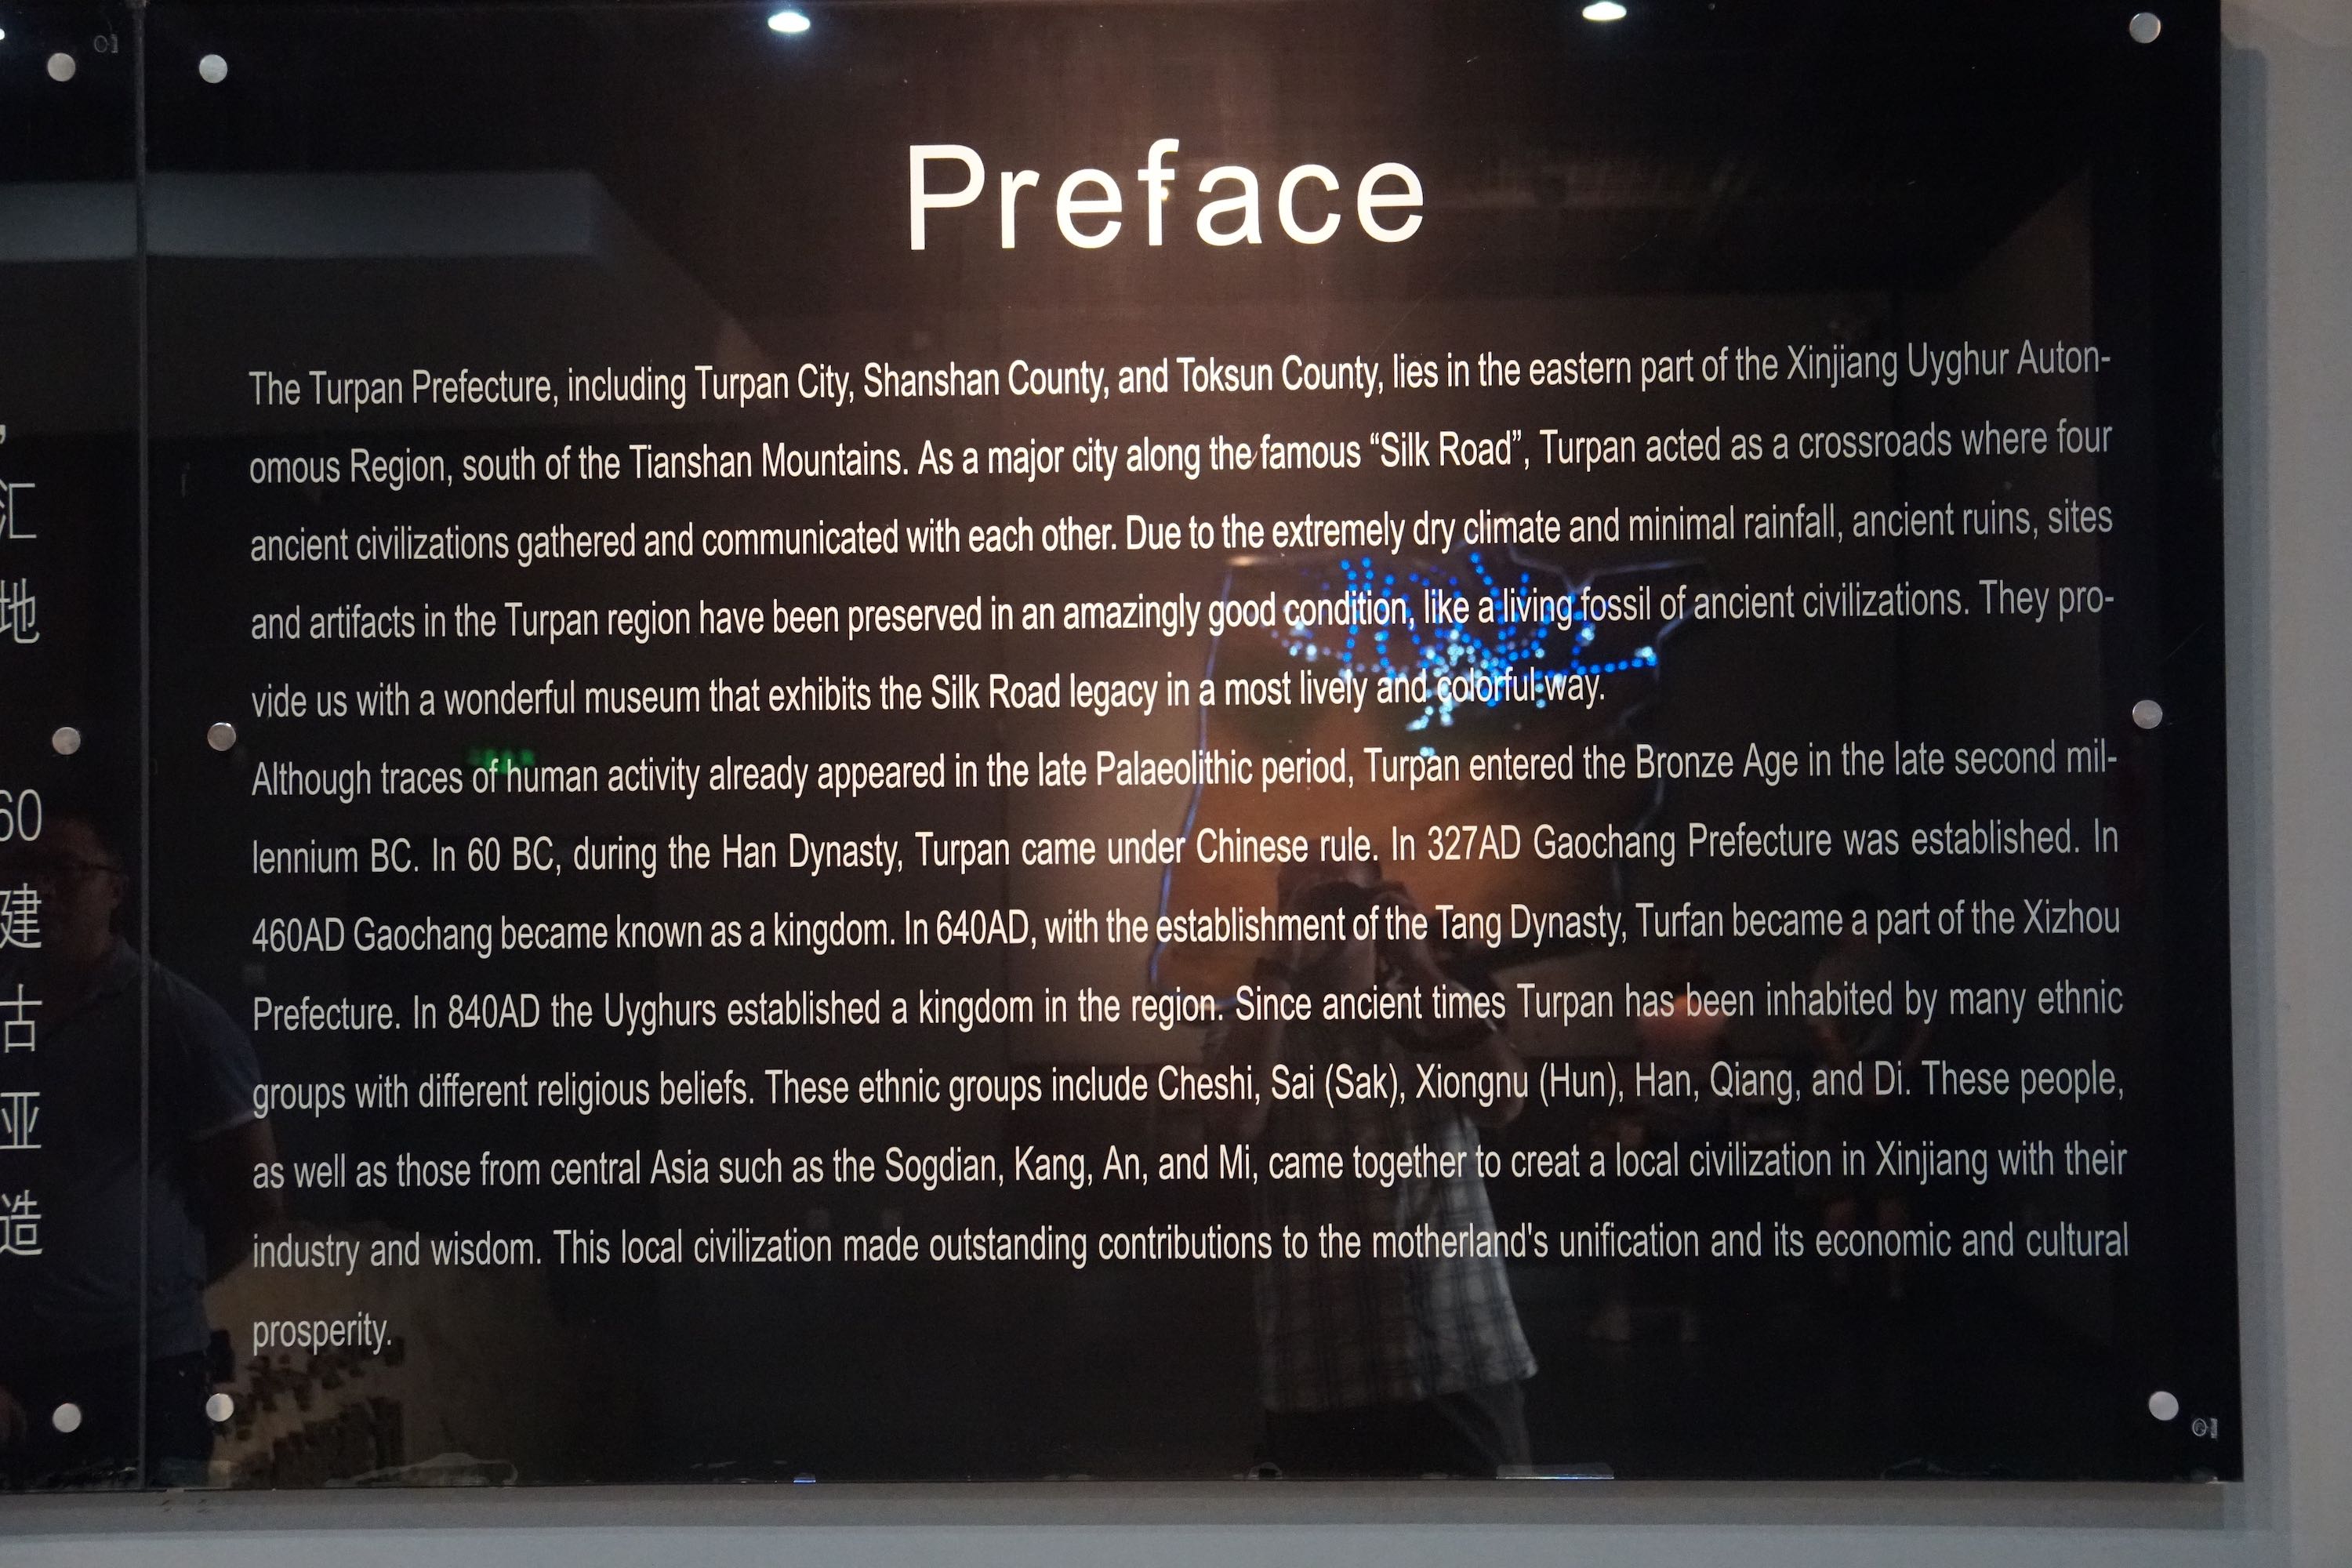 Preface
The Turpan Prefecture, including Turpan City, Shanshan County, and Toksun County, lies in the eastern part of the Xinjiang Uyghur Auton-
omous Region, south of the Tianshan Mountains. As a major city along the famous “Silk Road”, Turpan acted as a crossroads where four
ancient civilizations gathered and communicated with each other. Due to the extremely dry climate and minimal rainfall, ancient ruins, sites
and artifacts in the Turpan region have been preserved in an amazingly good condition, like a living fossil of ancient civilizations. They pro-
vide us with a wonderful museum that exhibits the Silk Road legacy in a most lively and colorful way.
Although traces of human activity already appeared in the late Palaeolithic period, Turpan entered the Bronze Age in the late second mil-
lennium BC. In 60 BC, during the Han Dynasty, Turpan came under Chinese rule. In 327AD Gaochang Prefecture was established. In
460AD Gaochang became known as a kingdom. In 640AD, with the establishment of the Tang Dynasty, Turfan became a part of the Xizhou
Prefecture. In 840AD the Uyghurs established a kingdom in the region. Since ancient times Turpan has been inhabited by many ethnic
groups with different religious beliefs. These ethnic groups include Cheshi, Sai (Sak), Xiongnu (Hun), Han, Qiang, and Di. These people,
as well as those from central Asia such as the Sogdian, Kang, An, and Mi, came together to creat a local civilization in Xinjiang with their
industry and wisdom. This local civilization made outstanding contributions to the motherland's unification and its economic and cultural
prosperity.
汇
地
60
建
古
亚
造